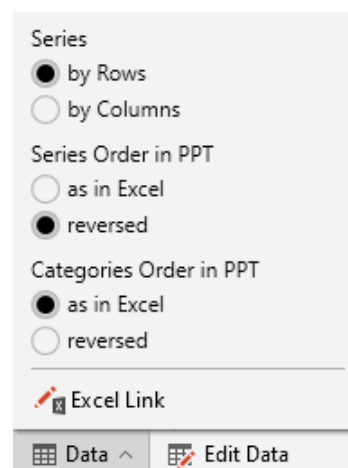 Series
by Rows
by Columns
Series Order in PPT
as in Excel
reversed
Categories Order in PPT
as in Excel
reversed
Excel Link
Data Edit Data